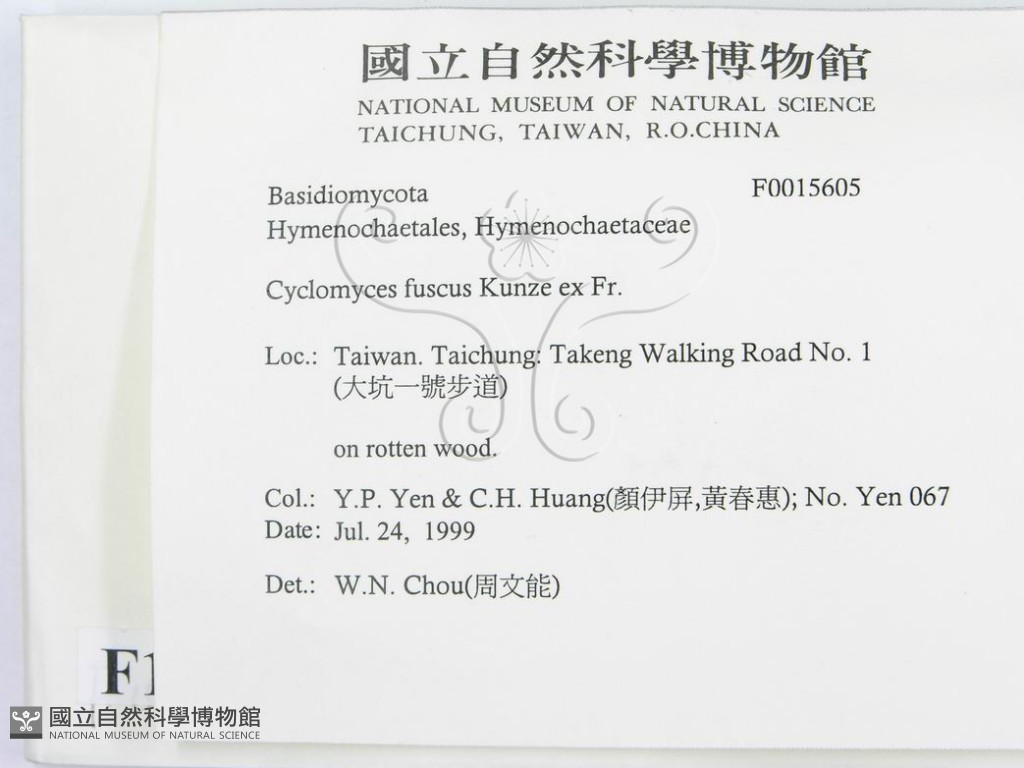 國立自然科學博物館
NATIONAL MUSEUM OF NATURAL SCIENCE
TAICHUNG, TAIWAN, R.O.CHINA
Basidiomycota F0015605
Hymenochaetales, Hymenochaetaceae
Cyclomyces fuscus Kunze ex Fr.
Loc.: Taiwan. Taichung: Takeng Walking Road No. 1
(大坑一號步道)
on rotten wood.
Col.: Y.P. Yen & C.H. Huang(顏伊屏,黃春惠); No. Yen 067
Date: Jul. 24, 1999
Det.: W.N. Chou(周文能)
F1
國立自然科學博物館
NATIONAL MUSEUM OF NATURAL SCIENCE